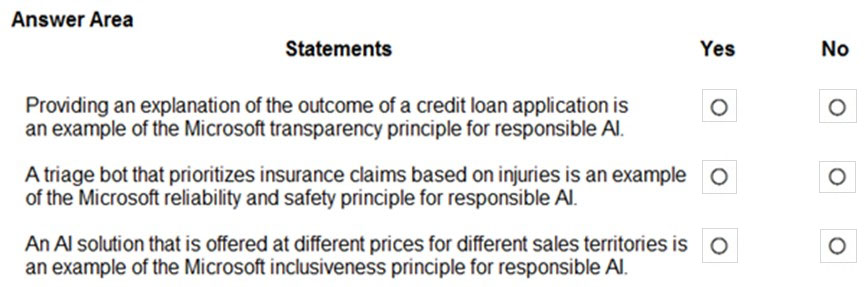 Answer Area
Statements Yes No
Providing an explanation of the outcome of a credit loan application is
an example of the Microsoft transparency principle for responsible AI.
A triage bot that prioritizes insurance claims based on injuries is an example
of the Microsoft reliability and safety principle for responsible AI.
An AI solution that is offered at different prices for different sales territories is
an example of the Microsoft inclusiveness principle for responsible AI.